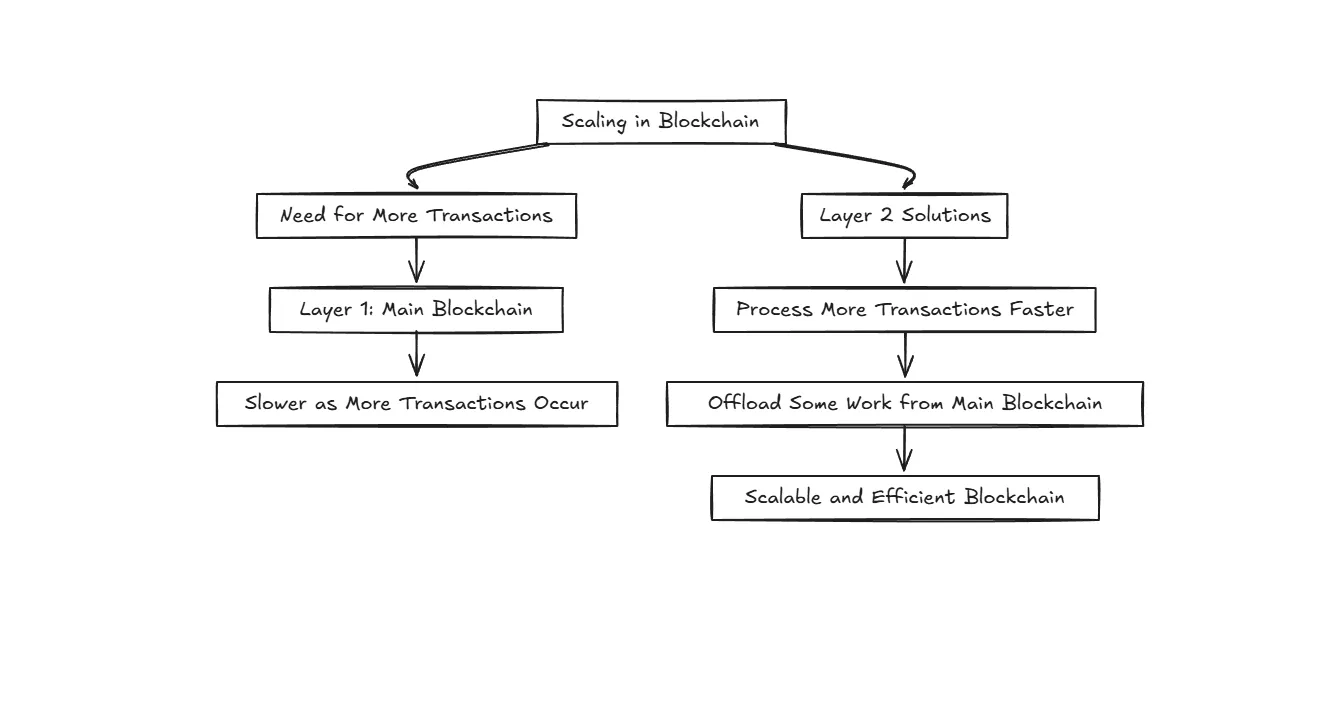 Scaling in Blockchain
Need for More Transactions
Layer 2 Solutions
Layer 1: Main Blockchain
Process More Transactions Faster
Slower as More Transactions Occur
Offload Some Work from Main Blockchain
Scalable and Efficient Blockchain